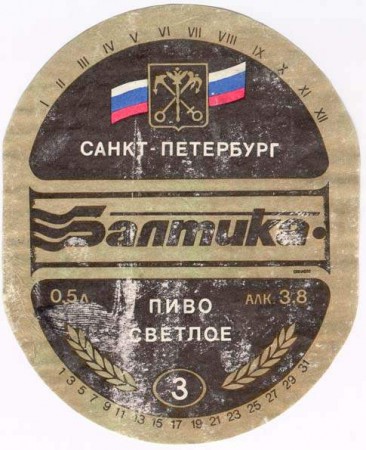 I II III IV V VI VII VIII IX X XI XII
САНКТ-ПЕТЕРБУРГ
Балтика
0,5 л АЛК. 3,8
ПИВО
СВЕТЛОЕ
3
1 3 5 7 9 11 13 15 17 19 21 23 25 27 29 31